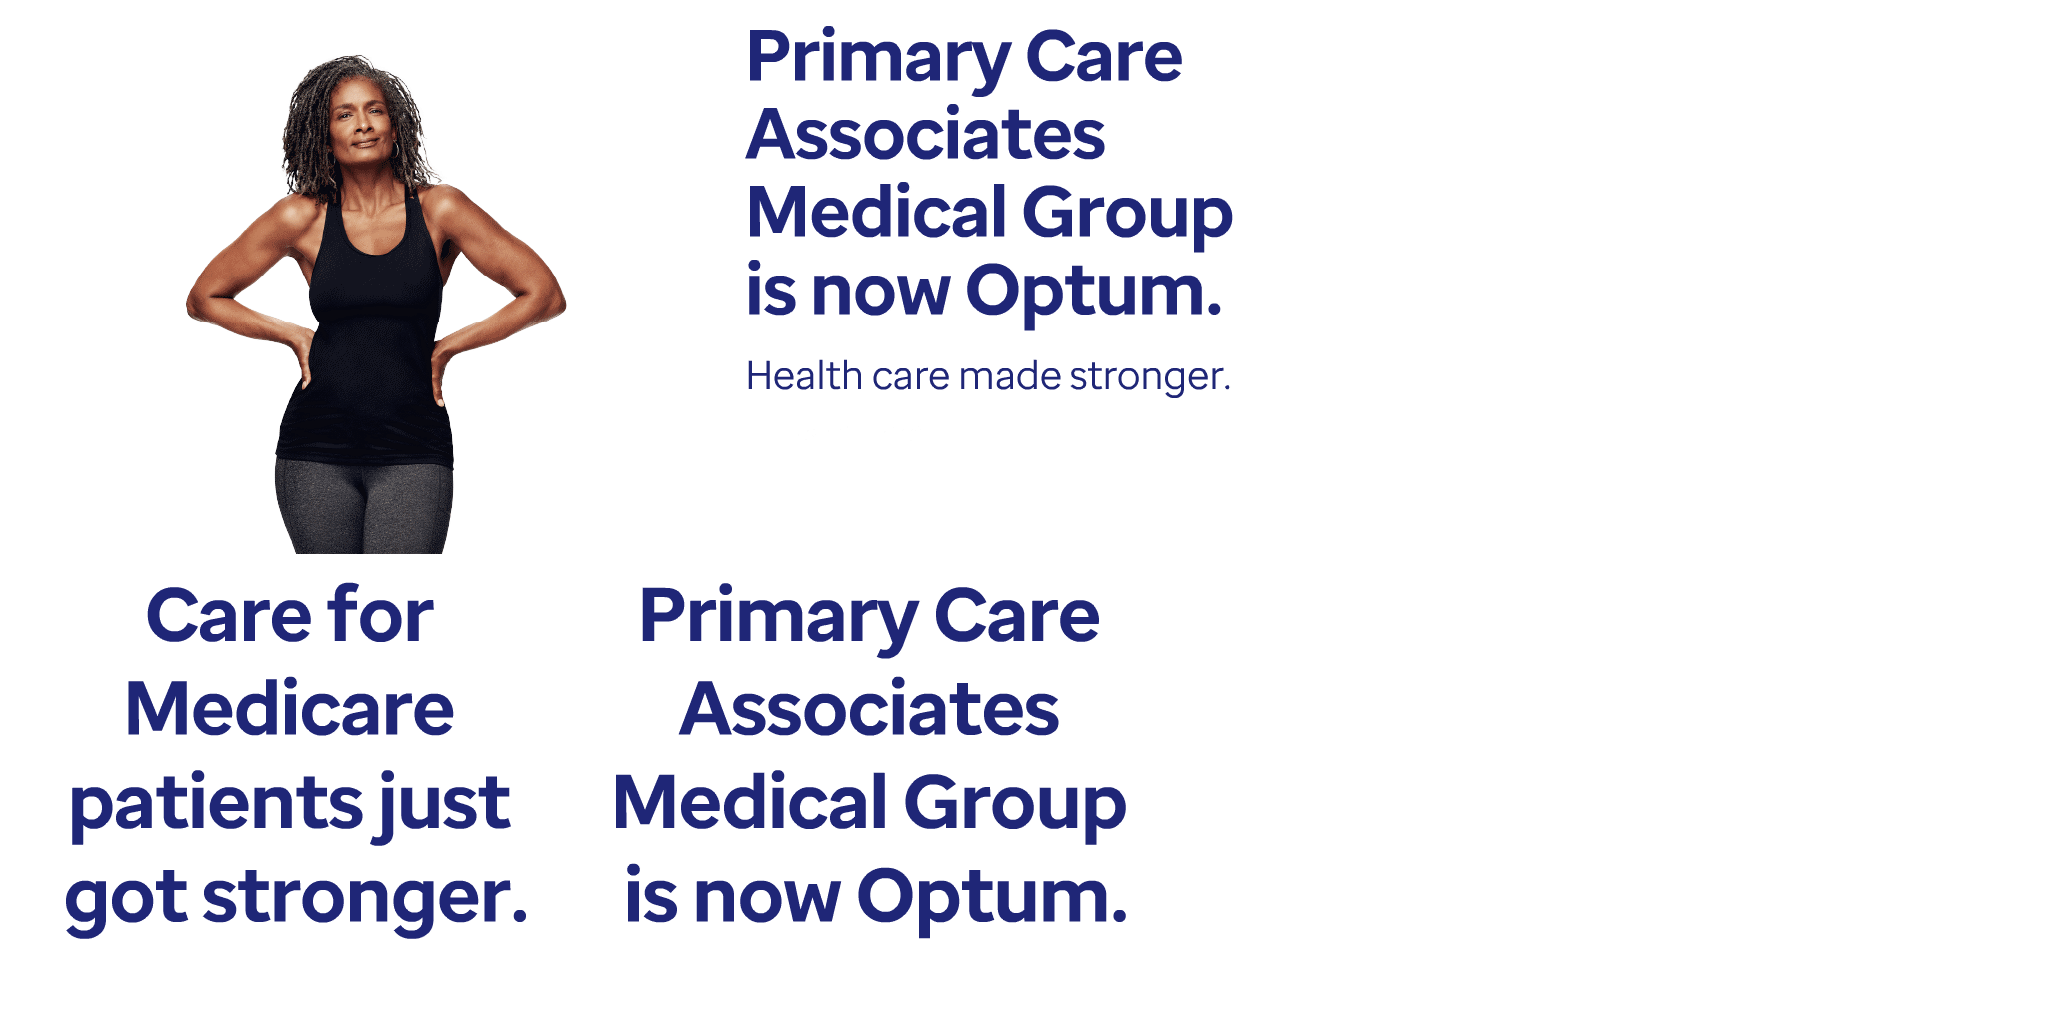 Primary Care
Associates
Medical Group
is now Optum.
Health care made stronger.
Care for
Medicare
patients just
got stronger.
Primary Care
Associates
Medical Group
is now Optum.